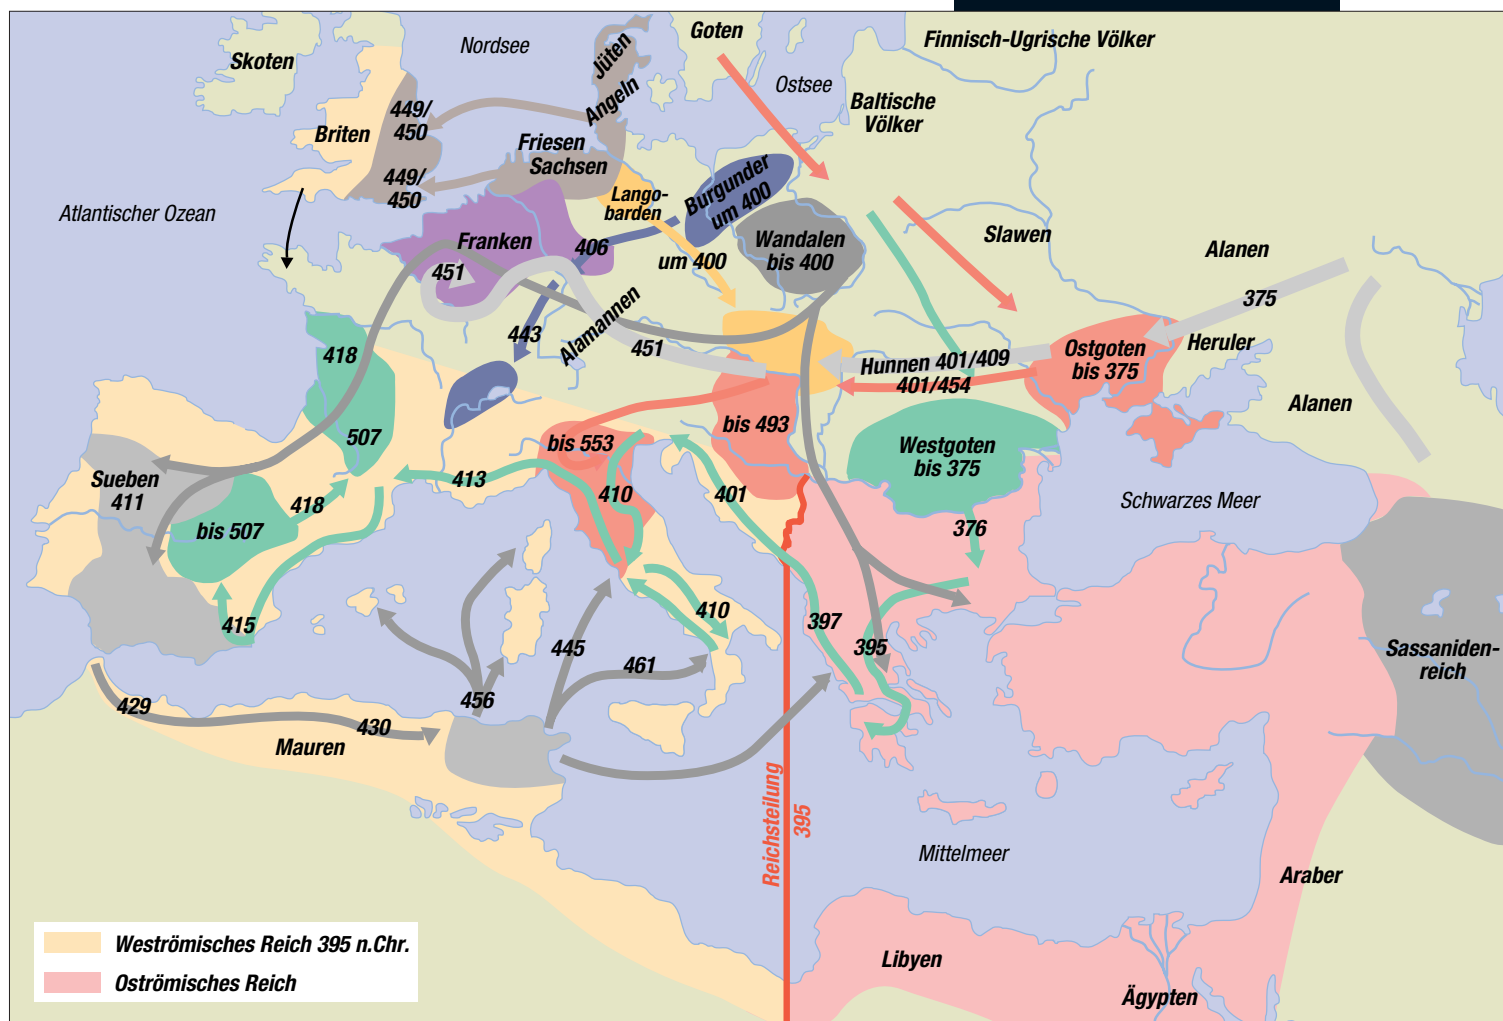 Goten
Finnisch-Ugrische Völker
Skoten
Nordsee
Jüten
Ostsee
Angeln
Baltische
Völker
449/
450
Briten
Friesen
Sachsen
449/
450
Lango-
barden
Burgunder
um 400
Atlantischer Ozean
Franken
406
Wandalen
bis 400
Slawen
Alanen
451
um 400
375
443
Alamannen
451
418
Hunnen 401/409
401/454
Ostgoten
bis 375
Heruler
Alanen
507
bis 553
bis 493
Westgoten
bis 375
Sueben
411
413
418
410
401
Schwarzes Meer
bis 507
376
415
410
397
395
445
461
Sassaniden-
reich
456
429
430
Mauren
Reichsteilung
395
Mittelmeer
Araber
Weströmisches Reich 395 n.Chr.
Oströmisches Reich
Libyen
Ägypten